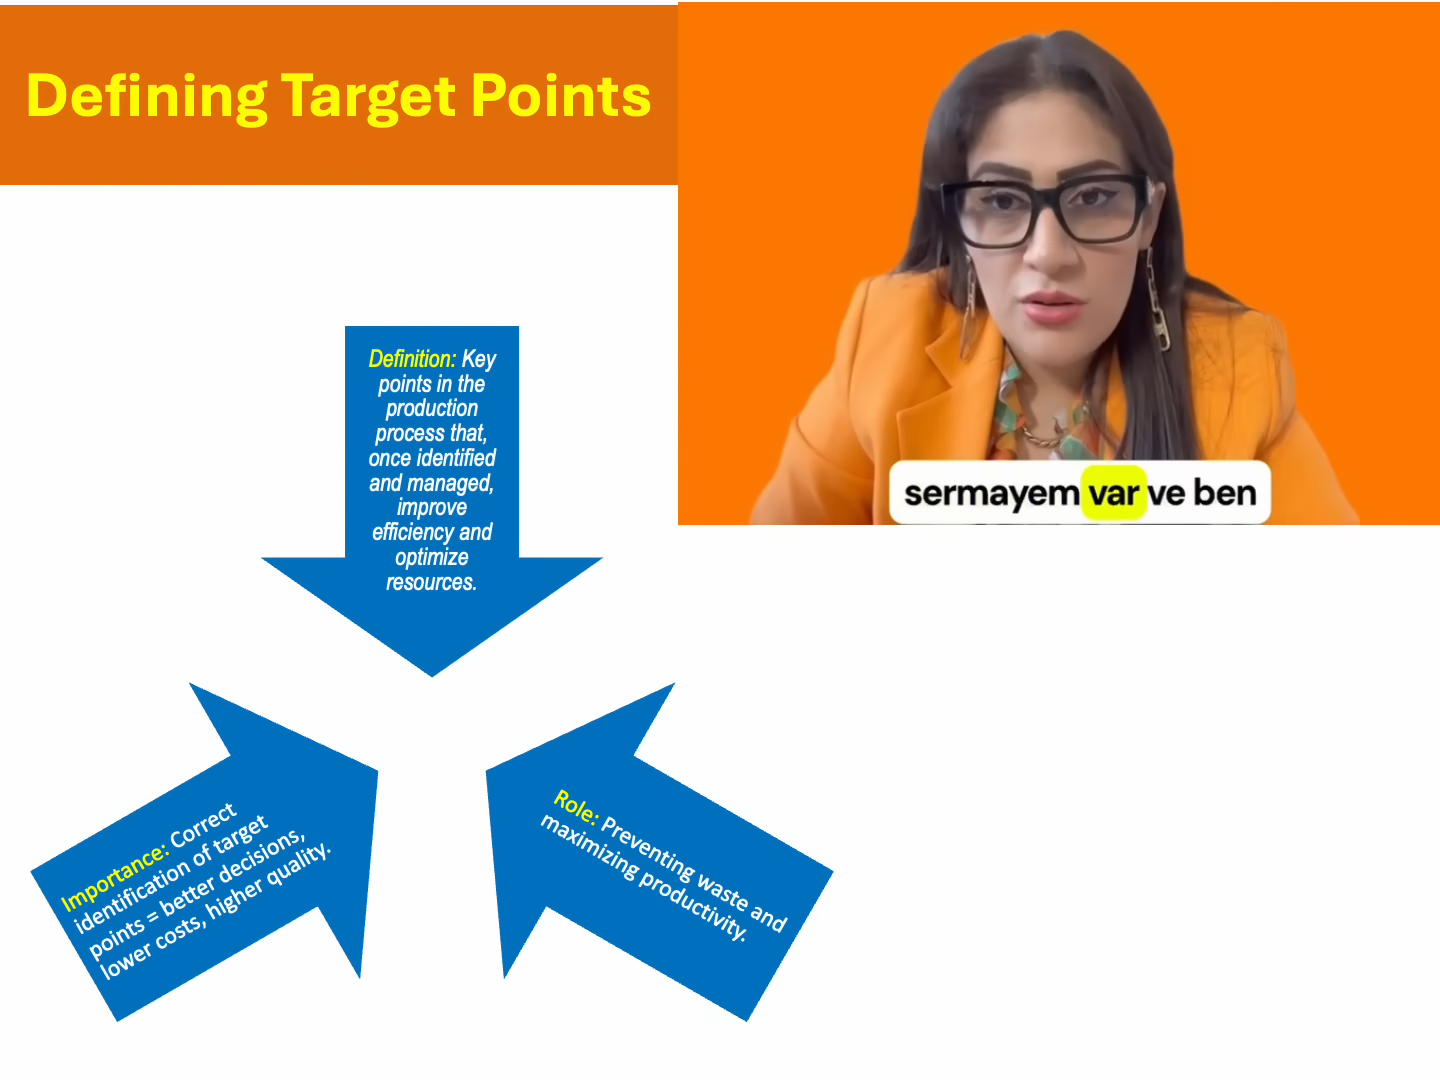 Defining Target Points
sermayem var ve ben
Definition: Key
points in the
production
process that,
once identified
and managed,
improve
efficiency and
optimize
resources.
Importance: Correct
identification of target
points = better decisions,
lower costs, higher quality.
Role: Preventing waste and
maximizing productivity.